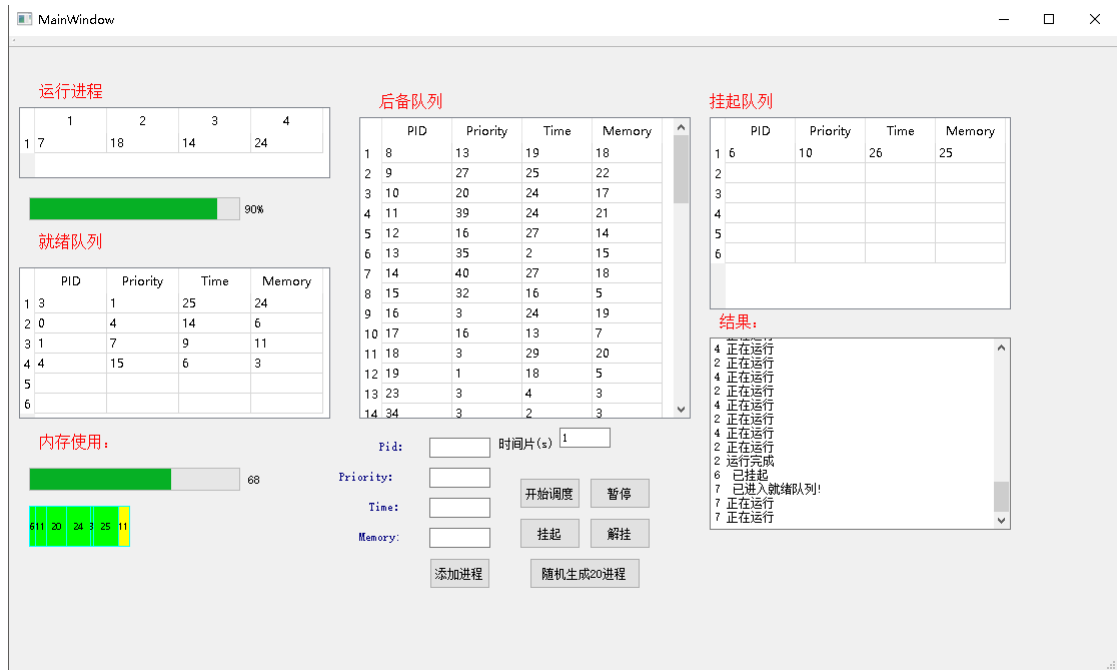 MainWindow
运行进程
1 2 3 4
1 7 18 14 24
90%
就绪队列
PID Priority Time Memory
1 3 1 25 24
2 0 4 14 6
3 1 7 9 11
4 4 15 6 3
5
6
内存使用：
68
6 11 20 24 3 25 11
后备队列
PID Priority Time Memory
1 8 13 19 18
2 9 27 25 22
3 10 20 24 17
4 11 39 24 21
5 12 16 27 14
6 13 35 2 15
7 14 40 27 18
8 15 32 16 5
9 16 3 24 19
10 17 16 13 7
11 18 3 29 20
12 19 1 18 5
13 23 3 4 3
14 34 3 2 3
Pid: 时间片(s) 1
Priority:
Time:
Memory:
开始调度 暂停
挂起 解挂
添加进程 随机生成20进程
挂起队列
PID Priority Time Memory
1 6 10 26 25
2
3
4
5
6
结果：
4 正在运行
2 正在运行
4 正在运行
2 正在运行
4 正在运行
2 正在运行
4 正在运行
2 正在运行
2 运行完成
6 已挂起
7 已进入就绪队列!
7 正在运行
7 正在运行